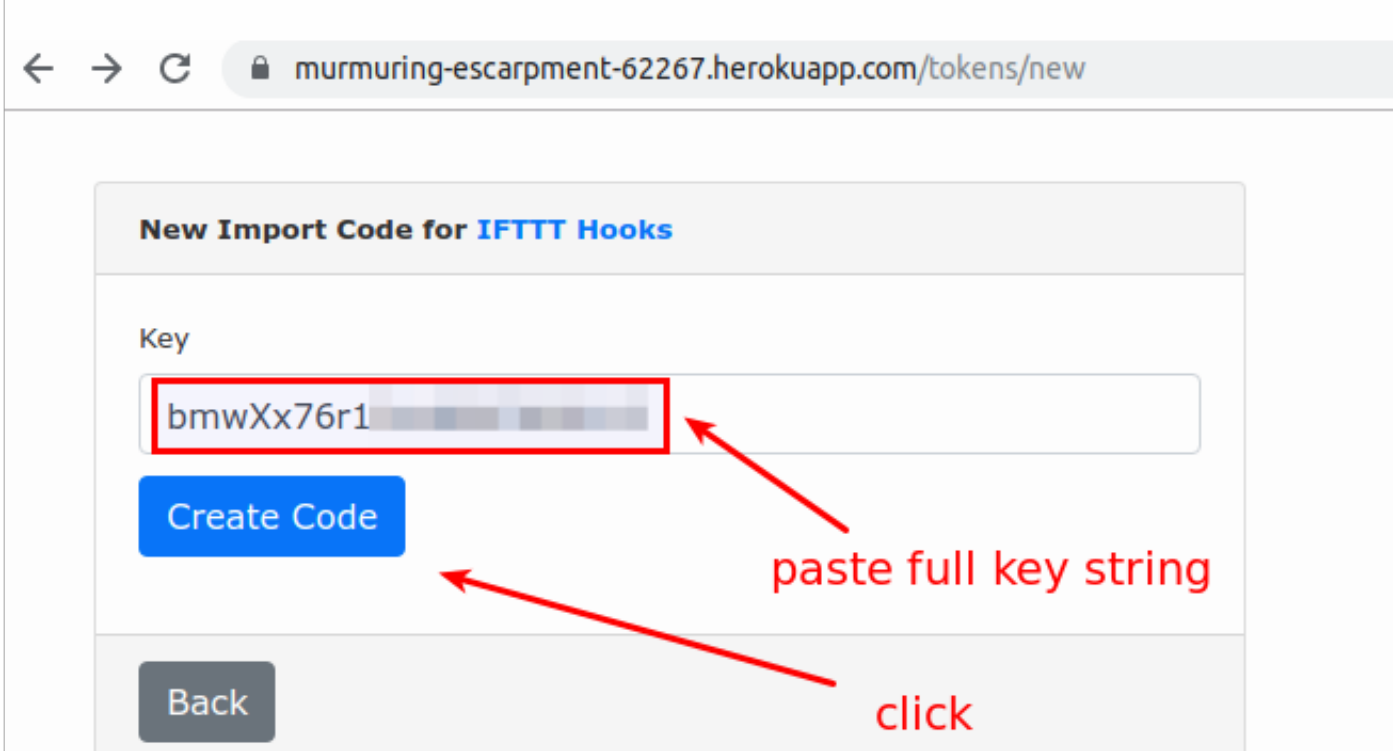 murmuring-escarpment-62267.herokuapp.com/tokens/new
New Import Code for IFTTT Hooks
Key
bmwXx76r1
Create Code
paste full key string
Back
click